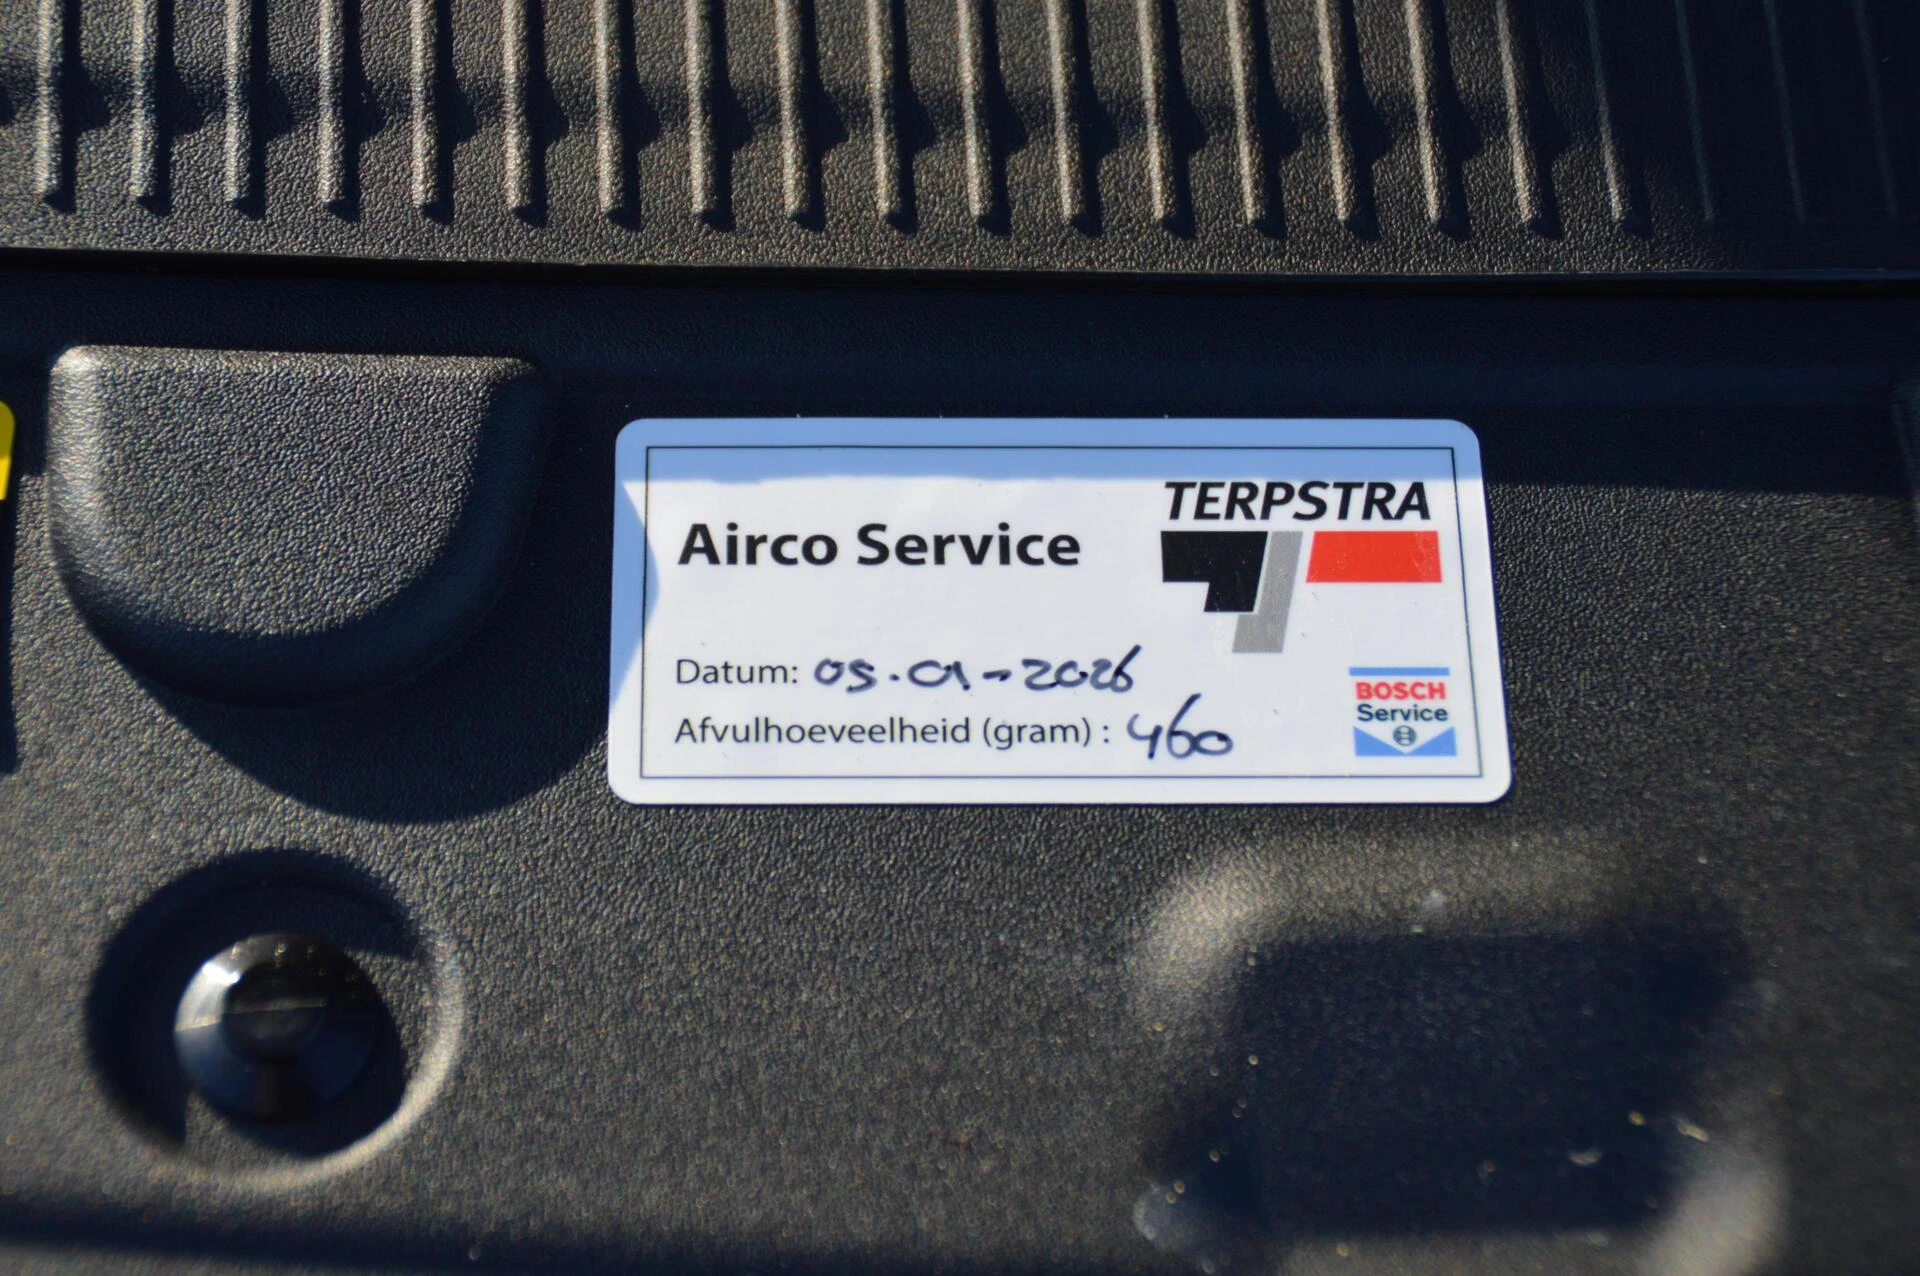 TERPSTRA
Airco Service
Datum: 05-01-2026
Afvulhoeveelheid (gram) : 460
BOSCH
Service